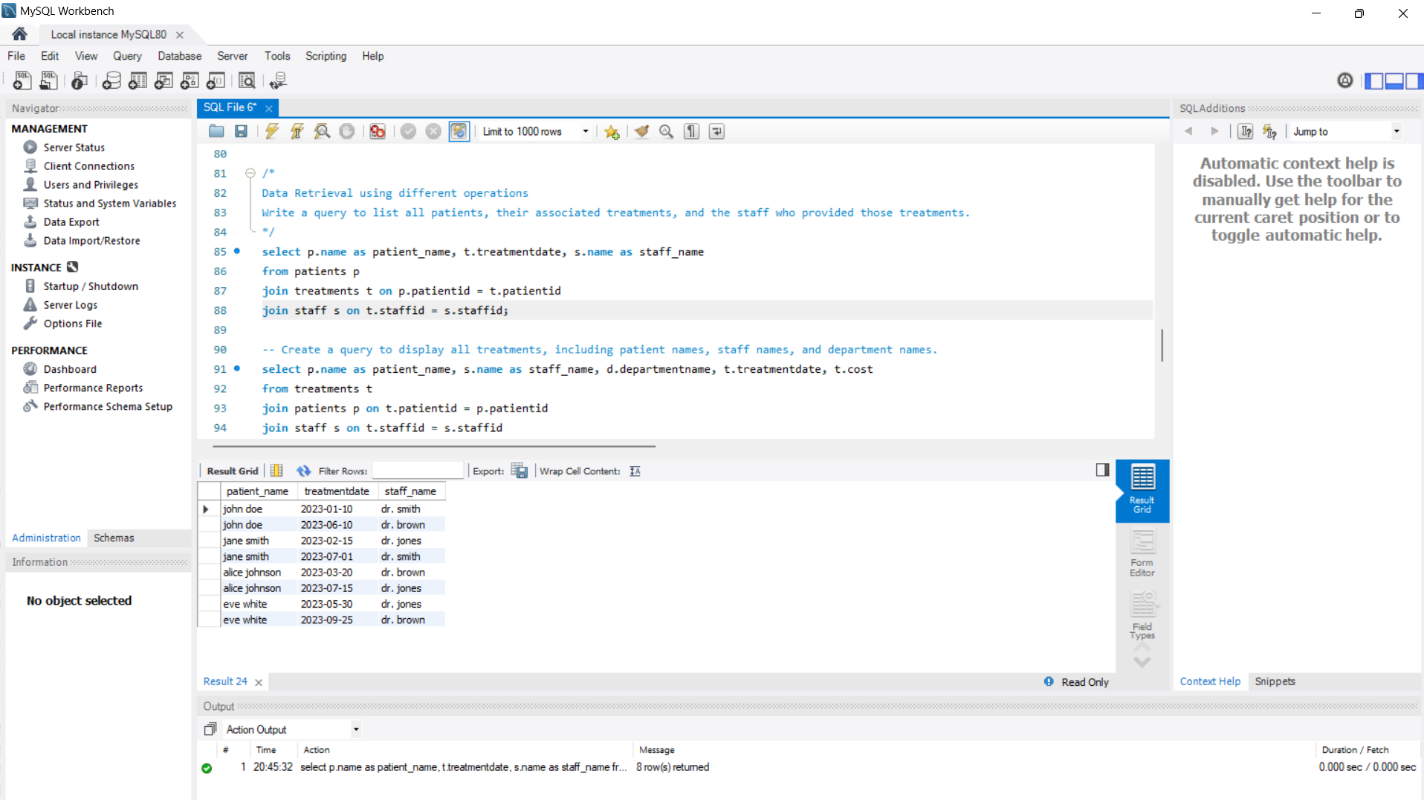 MySQL Workbench
Local instance MySQL80
File Edit View Query Database Server Tools Scripting Help
Navigator
MANAGEMENT
Server Status
Client Connections
Users and Privileges
Status and System Variables
Data Export
Data Import/Restore
INSTANCE
Startup / Shutdown
Server Logs
Options File
PERFORMANCE
Dashboard
Performance Reports
Performance Schema Setup
Administration Schemas
Information
No object selected
SQL File 6*
Limit to 1000 rows
80
81 /*
82 Data Retrieval using different operations
83 Write a query to list all patients, their associated treatments, and the staff who provided those treatments.
84 */
85 select p.name as patient_name, t.treatmentdate, s.name as staff_name
86 from patients p
87 join treatments t on p.patientid = t.patientid
88 join staff s on t.staffid = s.staffid;
89
90 -- Create a query to display all treatments, including patient names, staff names, and department names.
91 select p.name as patient_name, s.name as staff_name, d.departmentname, t.treatmentdate, t.cost
92 from treatments t
93 join patients p on t.patientid = p.patientid
94 join staff s on t.staffid = s.staffid
Result Grid Filter Rows: Export: Wrap Cell Content:
patient_name treatmentdate staff_name
john doe 2023-01-10 dr. smith
john doe 2023-06-10 dr. brown
jane smith 2023-02-15 dr. jones
jane smith 2023-07-01 dr. smith
alice johnson 2023-03-20 dr. brown
alice johnson 2023-07-15 dr. jones
eve white 2023-05-30 dr. jones
eve white 2023-09-25 dr. brown
Result
Grid
Form
Editor
Field
Types
Result 24
Read Only
SQLAdditions
Jump to
Automatic context help is
disabled. Use the toolbar to
manually get help for the
current caret position or to
toggle automatic help.
Context Help Snippets
Output
Action Output
# Time Action Message Duration / Fetch
1 20:45:32 select p.name as patient_name, t.treatmentdate, s.name as staff_name fr... 8 row(s) returned 0.000 sec / 0.000 sec